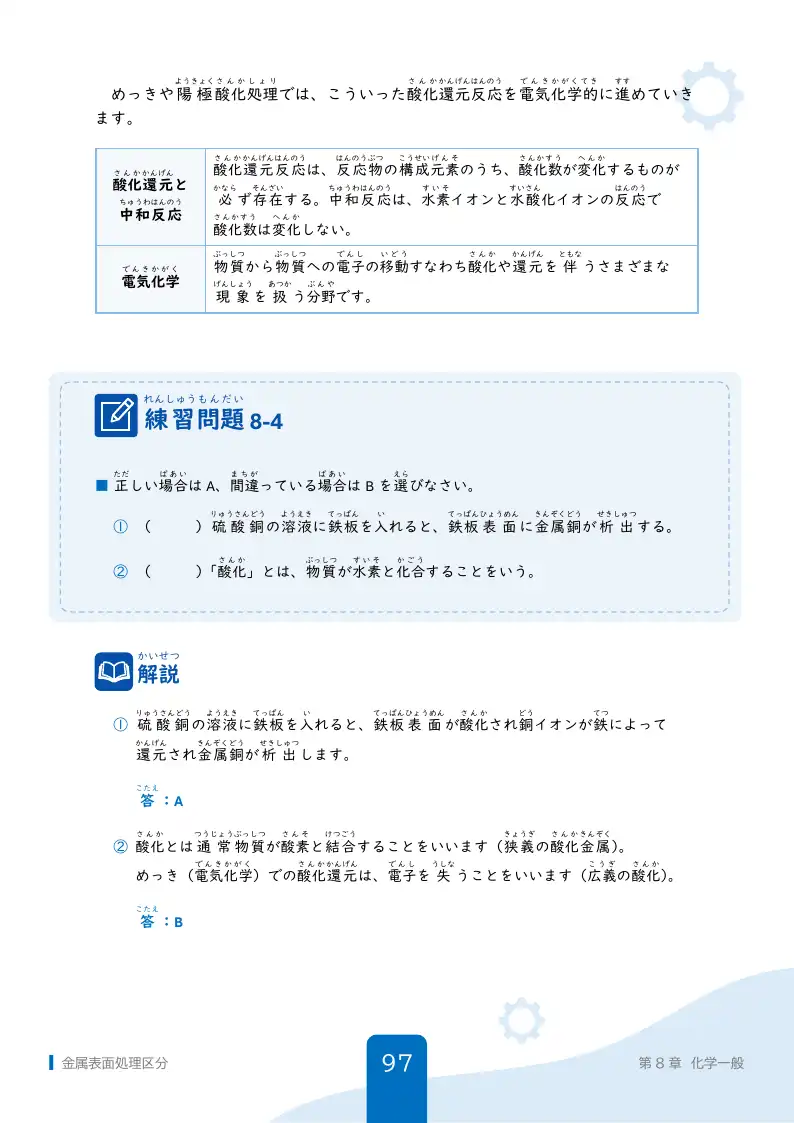 めっきや陽極酸化処理では、こういった酸化還元反応を電気化学的に進めていき
ます。
酸化還元と
中和反応
酸化還元反応は、反応物の構成元素のうち、酸化数が変化するものが
必ず存在する。中和反応は、水素イオンと水酸化イオンの反応で
酸化数は変化しない。
電気化学
物質から物質への電子の移動すなわち酸化や還元を伴うさまざまな
現象を扱う分野です。
練習問題 8-4
■ 正しい場合は A、間違っている場合は B を選びなさい。
① （　　　）硫酸銅の溶液に鉄板を入れると、鉄板表面に金属銅が析出する。
② （　　　）「酸化」とは、物質が水素と化合することをいう。
解説
① 硫酸銅の溶液に鉄板を入れると、鉄板表面が酸化され銅イオンが鉄によって
還元され金属銅が析出します。
答：A
② 酸化とは通常物質が酸素と結合することをいいます（狭義の酸化金属）。
めっき（電気化学）での酸化還元は、電子を失うことをいいます（広義の酸化）。
答：B
金属表面処理区分
97
第 8 章 化学一般